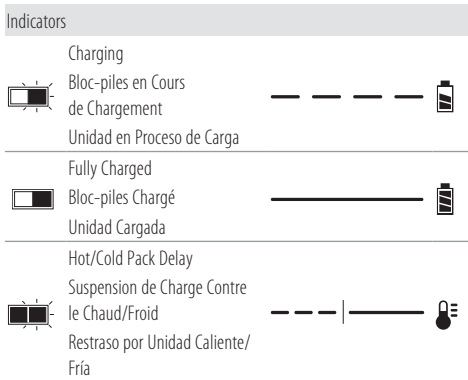 Indicators
Charging
Bloc-piles en Cours
de Chargement
Unidad en Proceso de Carga
Fully Charged
Bloc-piles Chargé
Unidad Cargada
Hot/Cold Pack Delay
Suspension de Charge Contre
le Chaud/Froid
Restraso por Unidad Caliente/
Fría